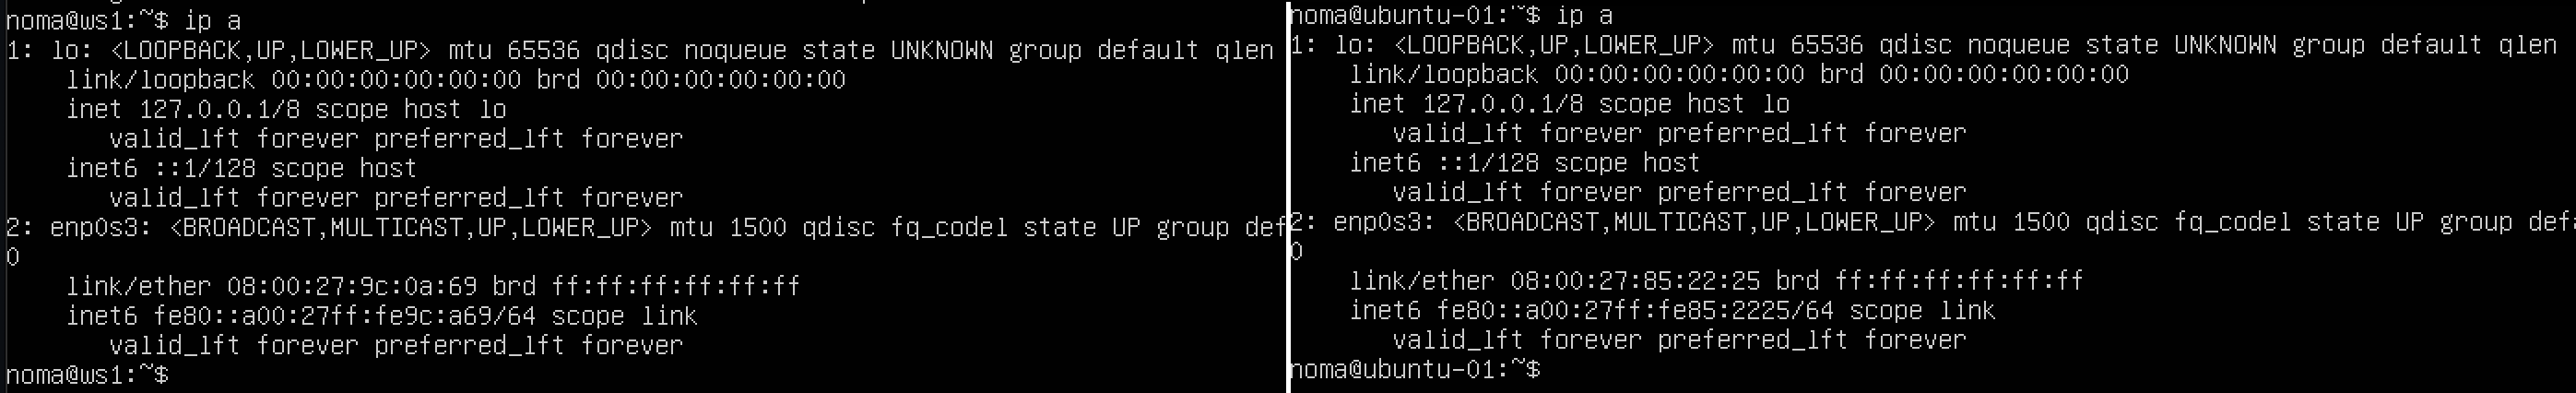 noma@ws1:~$ ip a
1: lo: <LOOPBACK,UP,LOWER_UP> mtu 65536 qdisc noqueue state UNKNOWN group default qlen
    link/loopback 00:00:00:00:00:00 brd 00:00:00:00:00:00
    inet 127.0.0.1/8 scope host lo
       valid_lft forever preferred_lft forever
    inet6 ::1/128 scope host
       valid_lft forever preferred_lft forever
2: enp0s3: <BROADCAST,MULTICAST,UP,LOWER_UP> mtu 1500 qdisc fq_codel state UP group def
0
    link/ether 08:00:27:9c:0a:69 brd ff:ff:ff:ff:ff:ff
    inet6 fe80::a00:27ff:fe9c:a69/64 scope link
       valid_lft forever preferred_lft forever
noma@ws1:~$
noma@ubuntu-01:~$ ip a
1: lo: <LOOPBACK,UP,LOWER_UP> mtu 65536 qdisc noqueue state UNKNOWN group default qlen
    link/loopback 00:00:00:00:00:00 brd 00:00:00:00:00:00
    inet 127.0.0.1/8 scope host lo
       valid_lft forever preferred_lft forever
    inet6 ::1/128 scope host
       valid_lft forever preferred_lft forever
2: enp0s3: <BROADCAST,MULTICAST,UP,LOWER_UP> mtu 1500 qdisc fq_codel state UP group def
0
    link/ether 08:00:27:85:22:25 brd ff:ff:ff:ff:ff:ff
    inet6 fe80::a00:27ff:fe85:2225/64 scope link
       valid_lft forever preferred_lft forever
noma@ubuntu-01:~$